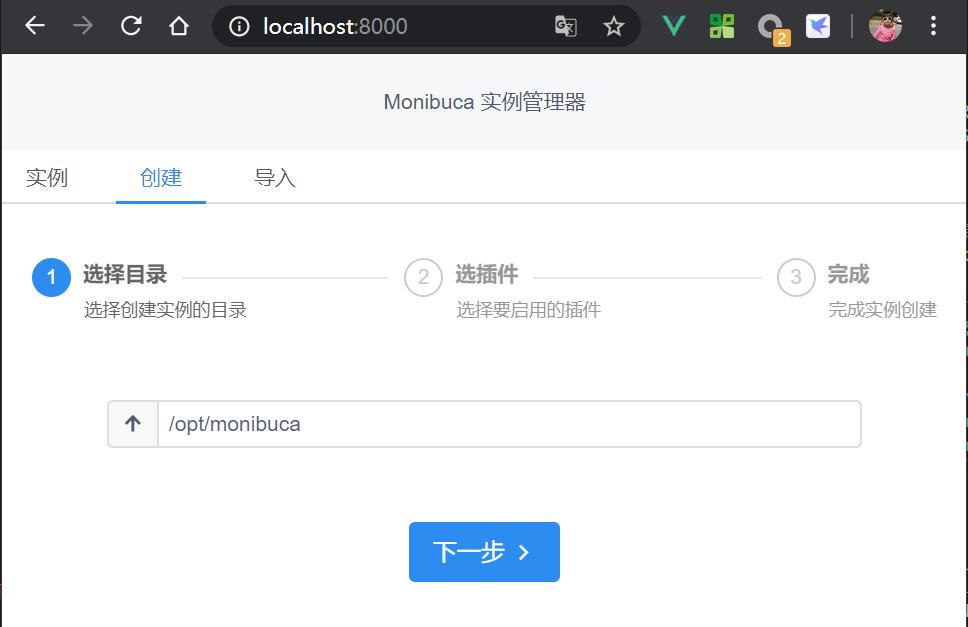 localhost:8000
2
Monibuca 实例管理器
实例 创建 导入
1 选择目录 2 选插件 3 完成
选择创建实例的目录 选择要启用的插件 完成实例创建
/opt/monibuca
下一步